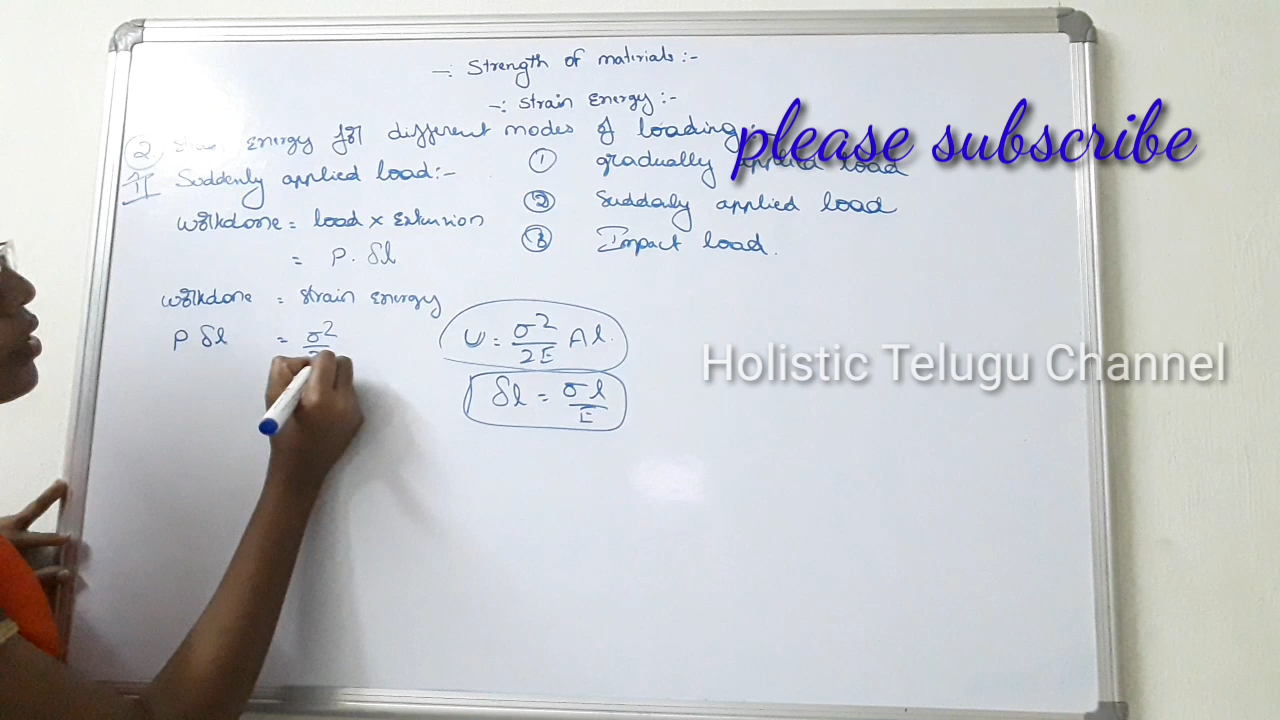 -: Strength of materials :-
-: Strain Energy :-
② Energy for different modes of loading :-
II Suddenly applied load :-
① gradually applied load
workdone = load x Extension
② Suddenly applied load
= P. δl
③ Impact load.
workdone = strain energy
P δl = σ²
U = σ²/2E Al.
δl = σl/E
please subscribe
Holistic Telugu Channel